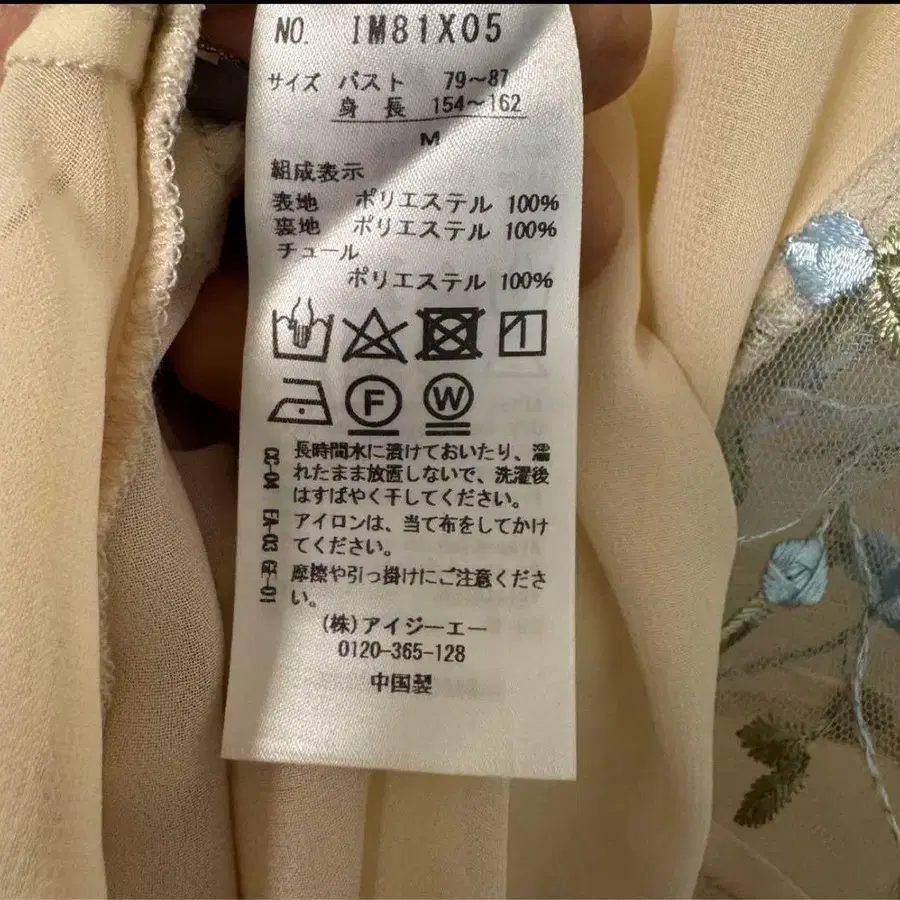 NO. IM81X05
サイズ バスト 79~87
身長 154~162
M
組成表示
表地 ポリエステル 100%
裏地 ポリエステル 100%
チュール
ポリエステル 100%
F W
長時間水に漬けておいたり、濡
れたまま放置しないで、洗濯後
はすばやく干してください。
アイロンは、当て布をしてかけ
てください。
摩擦や引っ掛けにご注意くださ
い。
CC-04 EA-03 GE-01
(株)アイジーエー
0120-365-128
中国製